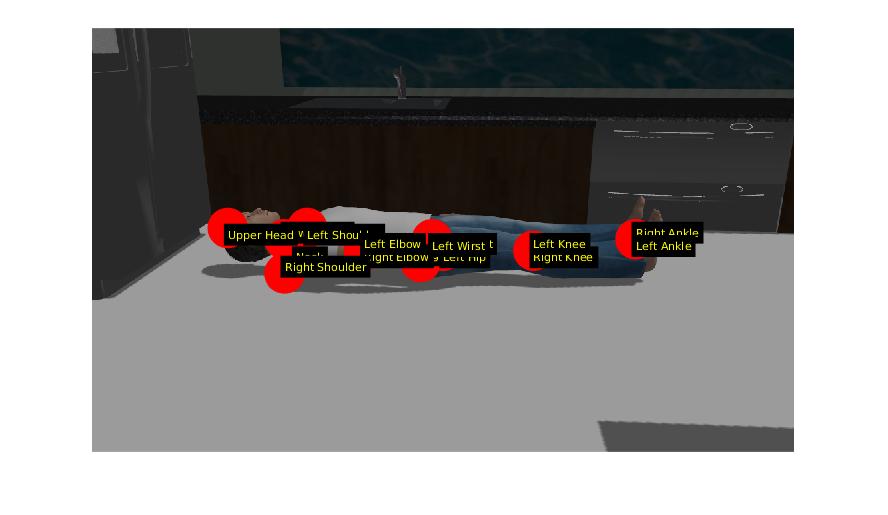 Upper Head
Left Shoul
Neck
Right Shoulder
Left Elbow
Right Elbow
Left Wirst
Left Hip
Left Knee
Right Knee
Right Ankle
Left Ankle